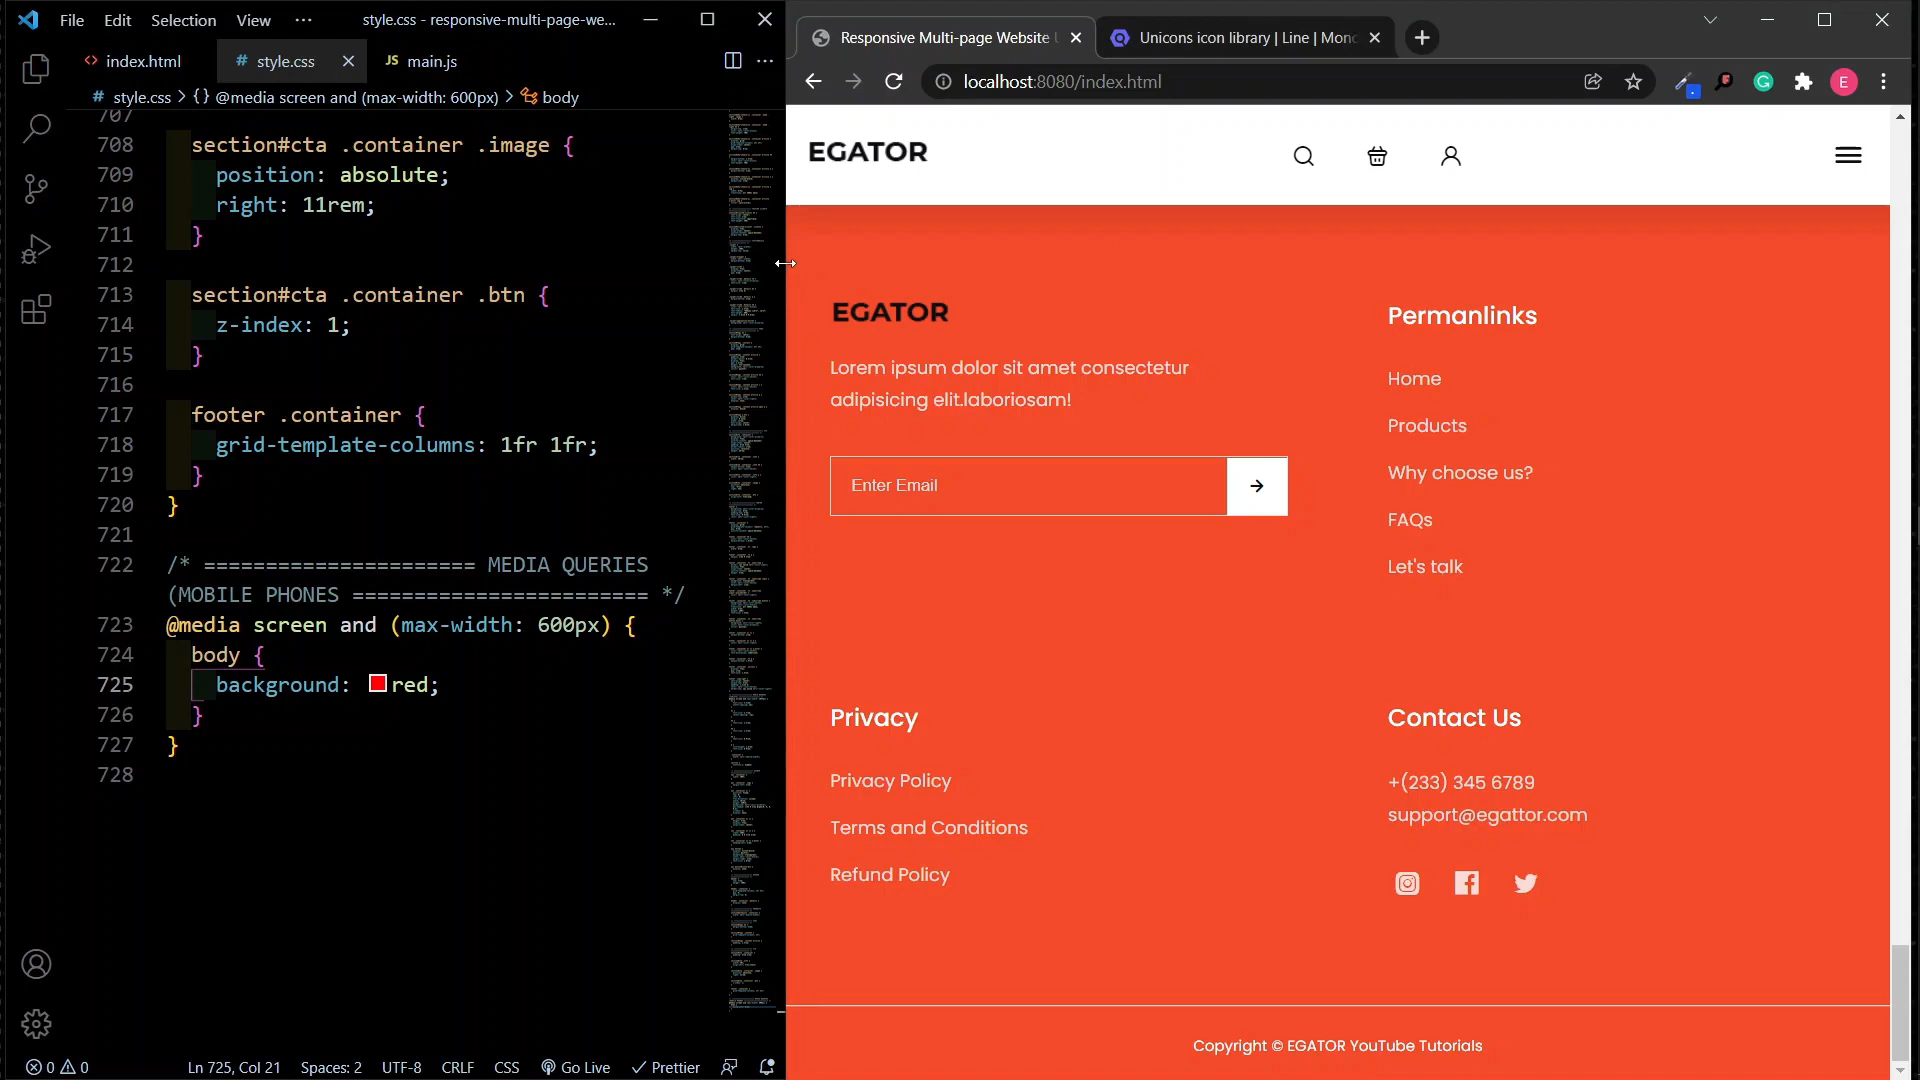 File Edit Selection View ··· style.css - responsive-multi-page-we...
index.html # style.css JS main.js
# style.css > {} @media screen and (max-width: 600px) > body
707
708 section#cta .container .image {
709 position: absolute;
710 right: 11rem;
711 }
712
713 section#cta .container .btn {
714 z-index: 1;
715 }
716
717 footer .container {
718 grid-template-columns: 1fr 1fr;
719 }
720 }
721
722 /* ====================== MEDIA QUERIES
(MOBILE PHONES ======================== */
723 @media screen and (max-width: 600px) {
724 body {
725 background: red;
726 }
727 }
728
0 0 Ln 725, Col 21 Spaces: 2 UTF-8 CRLF CSS Go Live Prettier
Responsive Multi-page Website Unicons icon library | Line | Mono
localhost:8080/index.html E
EGATOR
EGATOR
Lorem ipsum dolor sit amet consectetur
adipisicing elit.laboriosam!
Enter Email
Permanlinks
Home
Products
Why choose us?
FAQs
Let's talk
Privacy
Privacy Policy
Terms and Conditions
Refund Policy
Contact Us
+(233) 345 6789
support@egattor.com
Copyright © EGATOR YouTube Tutorials